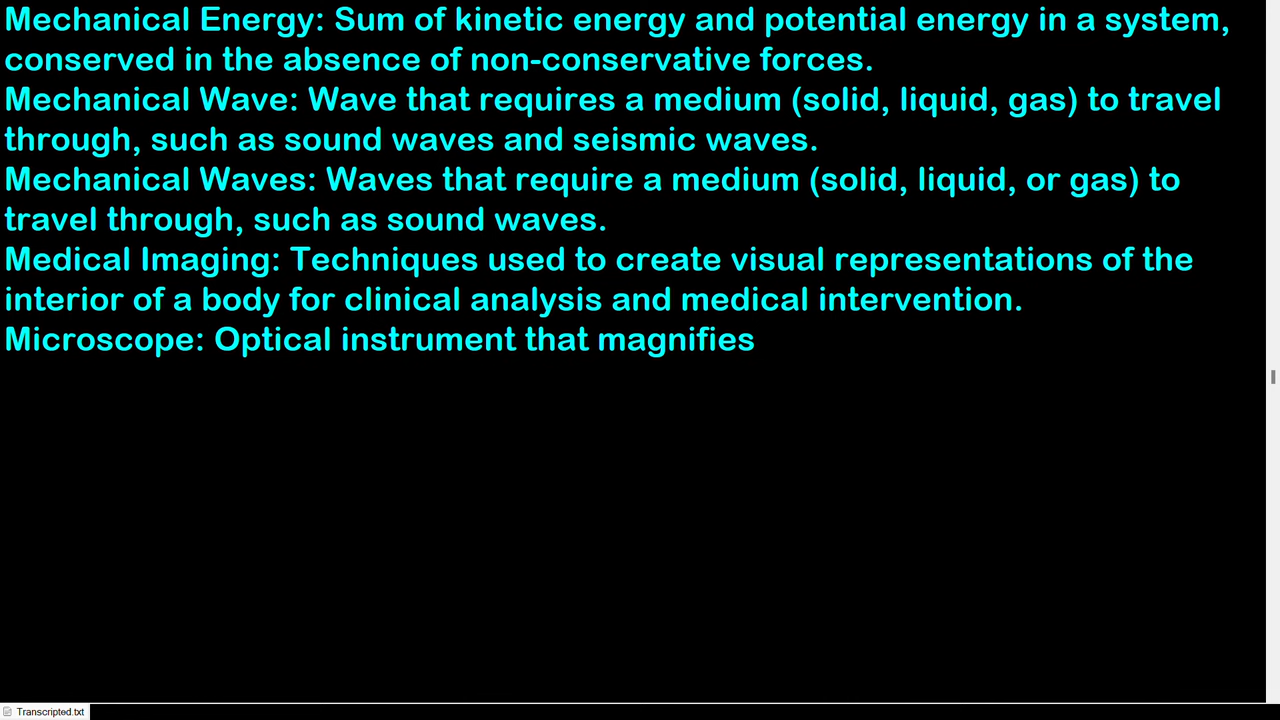 Mechanical Energy: Sum of kinetic energy and potential energy in a system,
conserved in the absence of non-conservative forces.
Mechanical Wave: Wave that requires a medium (solid, liquid, gas) to travel
through, such as sound waves and seismic waves.
Mechanical Waves: Waves that require a medium (solid, liquid, or gas) to
travel through, such as sound waves.
Medical Imaging: Techniques used to create visual representations of the
interior of a body for clinical analysis and medical intervention.
Microscope: Optical instrument that magnifies
Transcripted.txt